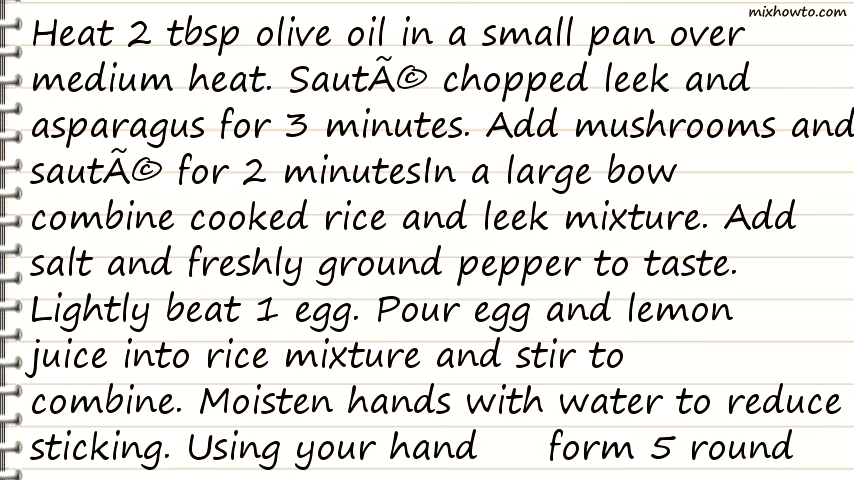 mixhowto.com
Heat 2 tbsp olive oil in a small pan over
medium heat. SautÃ© chopped leek and
asparagus for 3 minutes. Add mushrooms and
sautÃ© for 2 minutesIn a large bow
combine cooked rice and leek mixture. Add
salt and freshly ground pepper to taste.
Lightly beat 1 egg. Pour egg and lemon
juice into rice mixture and stir to
combine. Moisten hands with water to reduce
sticking. Using your hand form 5 round